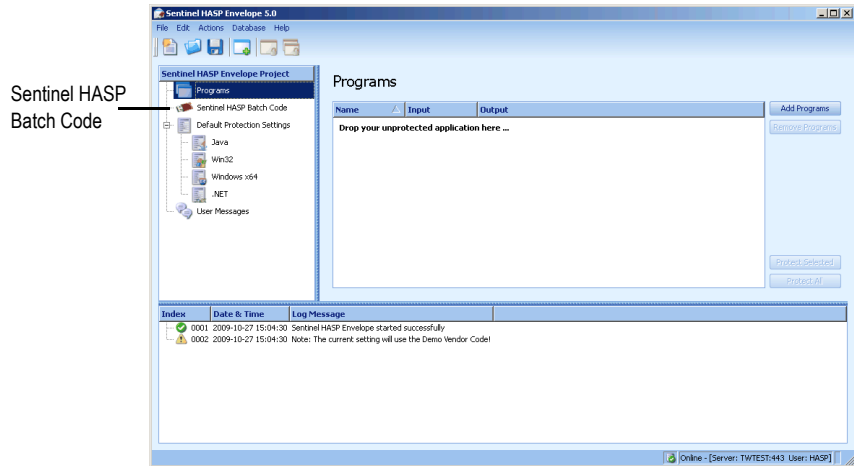 Sentinel HASP Envelope 5.0
File Edit Actions Database Help
Sentinel HASP
Batch Code
Sentinel HASP Envelope Project
Programs
Sentinel HASP Batch Code
Default Protection Settings
Java
Win32
Windows x64
.NET
User Messages
Programs
Name Input Output
Drop your unprotected application here ...
Add Programs
Remove Programs
Protect Selected
Protect All
Index Date & Time Log Message
0001 2009-10-27 15:04:30 Sentinel HASP Envelope started successfully
0002 2009-10-27 15:04:30 Note: The current setting will use the Demo Vendor Code!
Online - [Server: TWTEST:443 User: HASP]